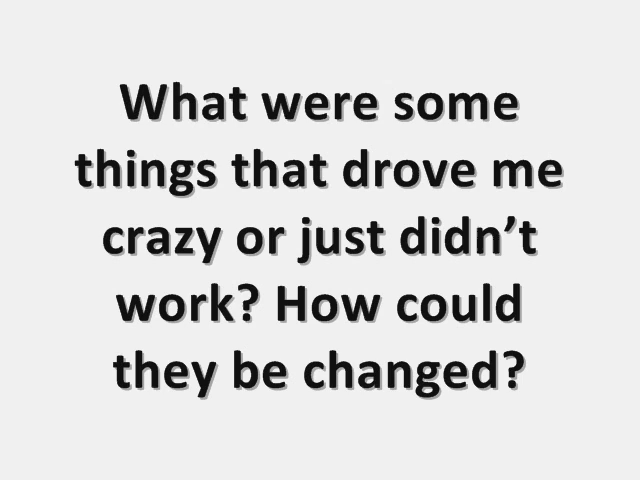 What were some
things that drove me
crazy or just didn’t
work? How could
they be changed?